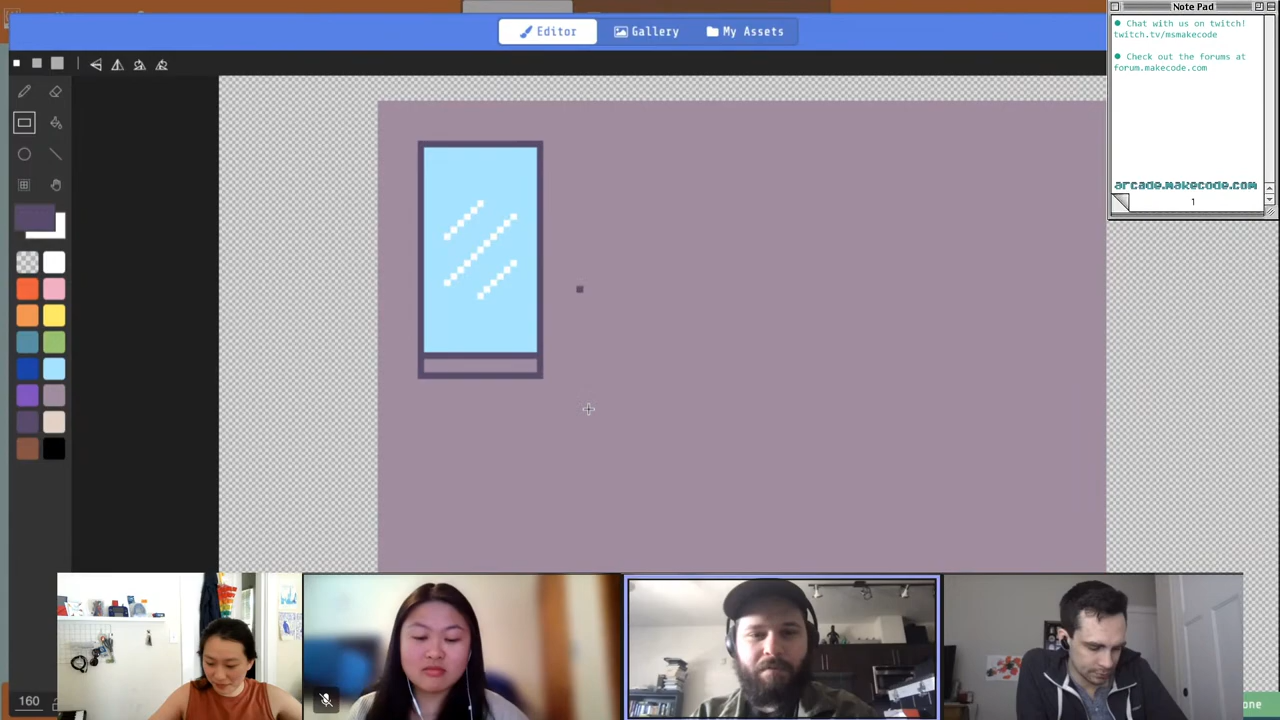 Editor
Gallery
My Assets
Note Pad
● Chat with us on twitch!
twitch.tv/msmakecode
● Check out the forums at
forum.makecode.com
arcade.makecode.com
1
160